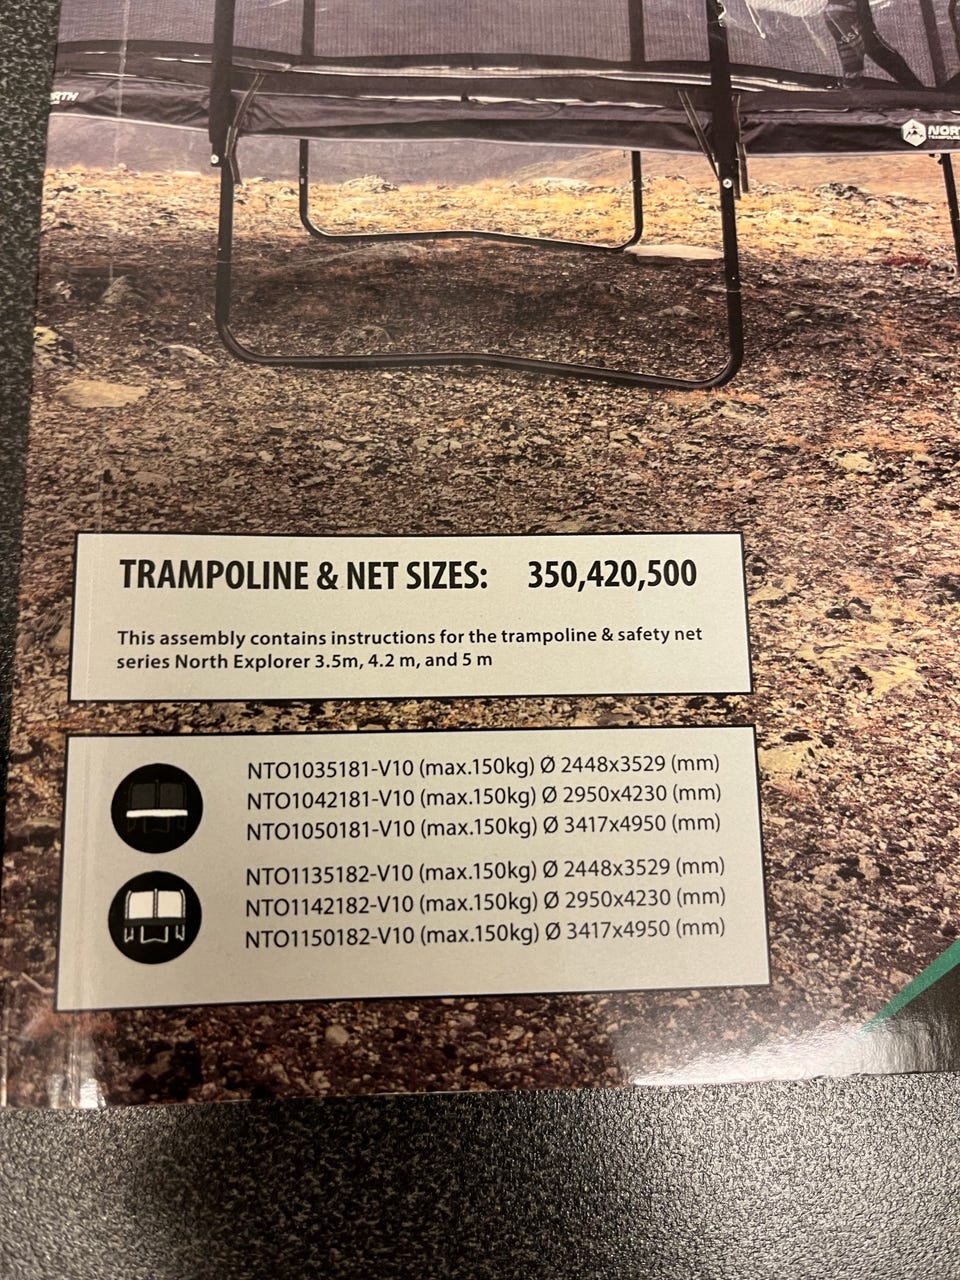 RTH
NOR
TRAMPOLINE & NET SIZES: 350,420,500
This assembly contains instructions for the trampoline & safety net
series North Explorer 3.5m, 4.2 m, and 5 m
NTO1035181-V10 (max.150kg) Ø 2448x3529 (mm)
NTO1042181-V10 (max.150kg) Ø 2950x4230 (mm)
NTO1050181-V10 (max.150kg) Ø 3417x4950 (mm)
NTO1135182-V10 (max.150kg) Ø 2448x3529 (mm)
NTO1142182-V10 (max.150kg) Ø 2950x4230 (mm)
NTO1150182-V10 (max.150kg) Ø 3417x4950 (mm)